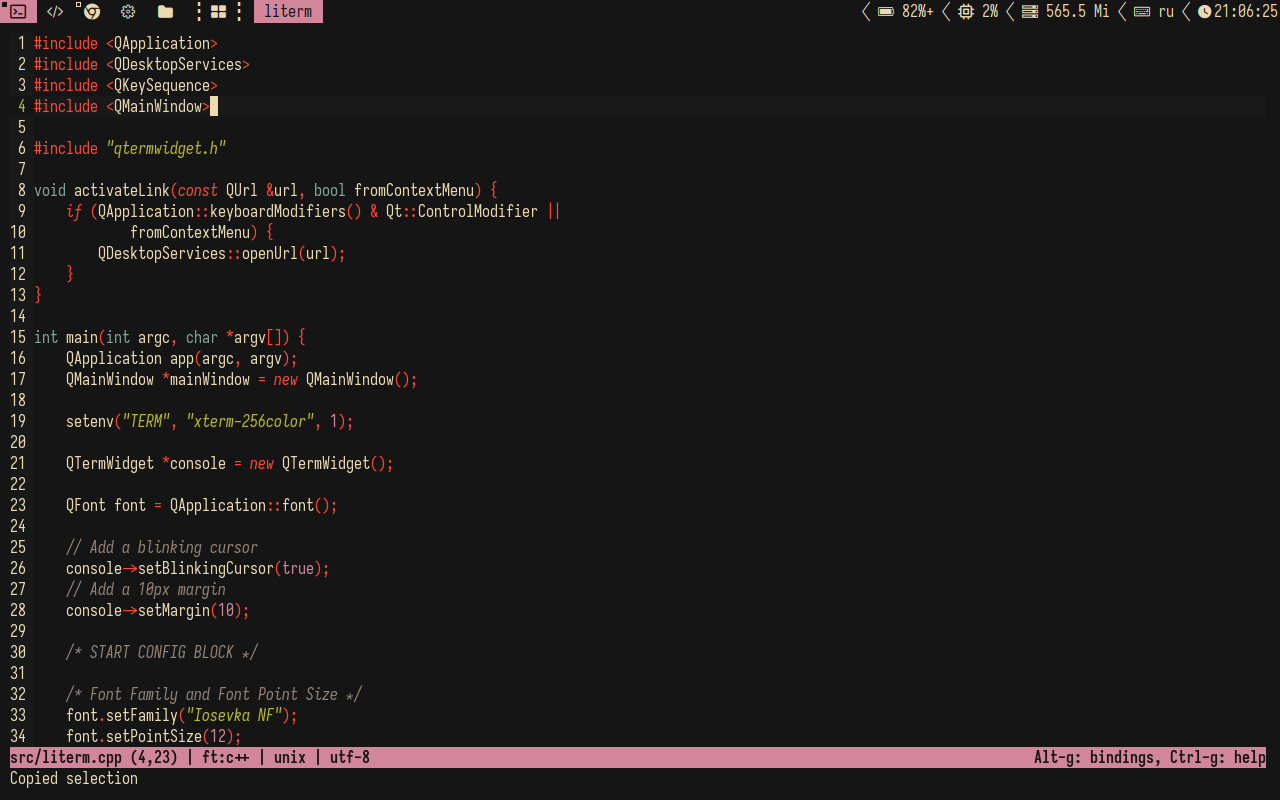 literm 82%+ 2% 565.5 Mi ru 21:06:25
1 #include <QApplication>
2 #include <QDesktopServices>
3 #include <QKeySequence>
4 #include <QMainWindow>
5
6 #include "qtermwidget.h"
7
8 void activateLink(const QUrl &url, bool fromContextMenu) {
9     if (QApplication::keyboardModifiers() & Qt::ControlModifier ||
10             fromContextMenu) {
11         QDesktopServices::openUrl(url);
12     }
13 }
14
15 int main(int argc, char *argv[]) {
16     QApplication app(argc, argv);
17     QMainWindow *mainWindow = new QMainWindow();
18
19     setenv("TERM", "xterm-256color", 1);
20
21     QTermWidget *console = new QTermWidget();
22
23     QFont font = QApplication::font();
24
25     // Add a blinking cursor
26     console->setBlinkingCursor(true);
27     // Add a 10px margin
28     console->setMargin(10);
29
30     /* START CONFIG BLOCK */
31
32     /* Font Family and Font Point Size */
33     font.setFamily("Iosevka NF");
34     font.setPointSize(12);
src/literm.cpp (4,23) | ft:c++ | unix | utf-8 Alt-g: bindings, Ctrl-g: help
Copied selection